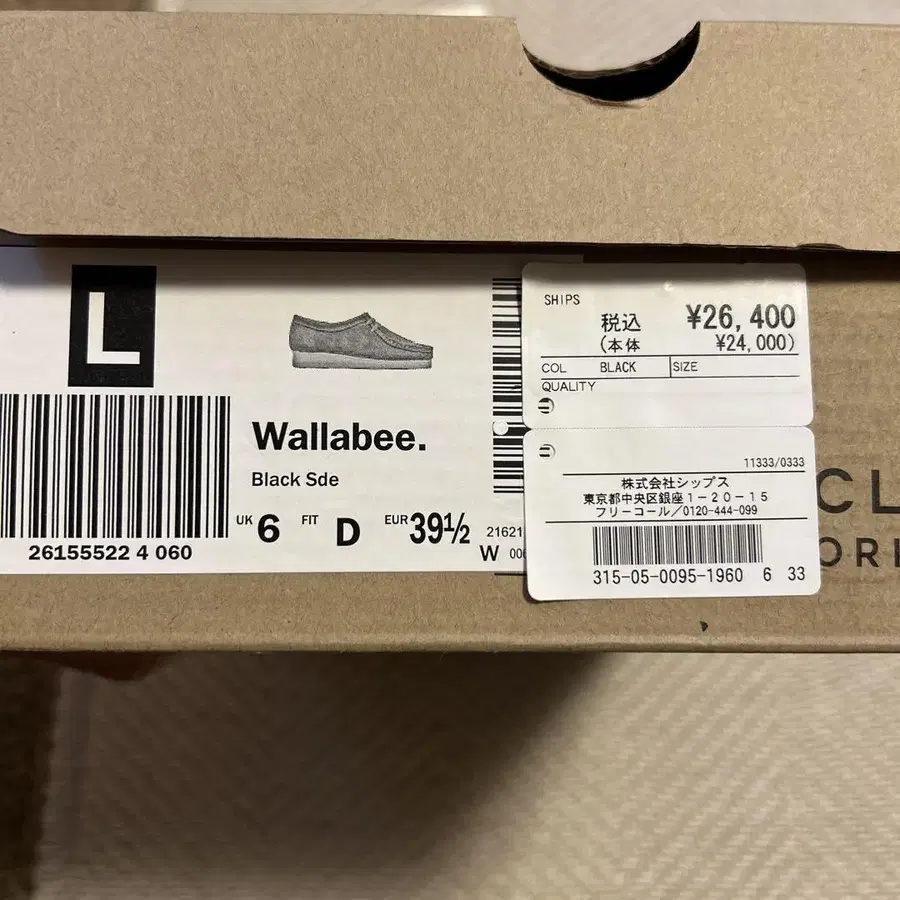 L
Wallabee.
Black Sde
UK 6 FIT D EUR 39½
26155522 4 060
21621
W 006
SHIPS
税込 ¥26,400
(本体 ¥24,000)
COL BLACK SIZE
QUALITY
11333/0333
株式会社シップス
東京都中央区銀座1-20-15
フリーコール/0120-444-099
315-05-0095-1960 6 33
CL
ORI